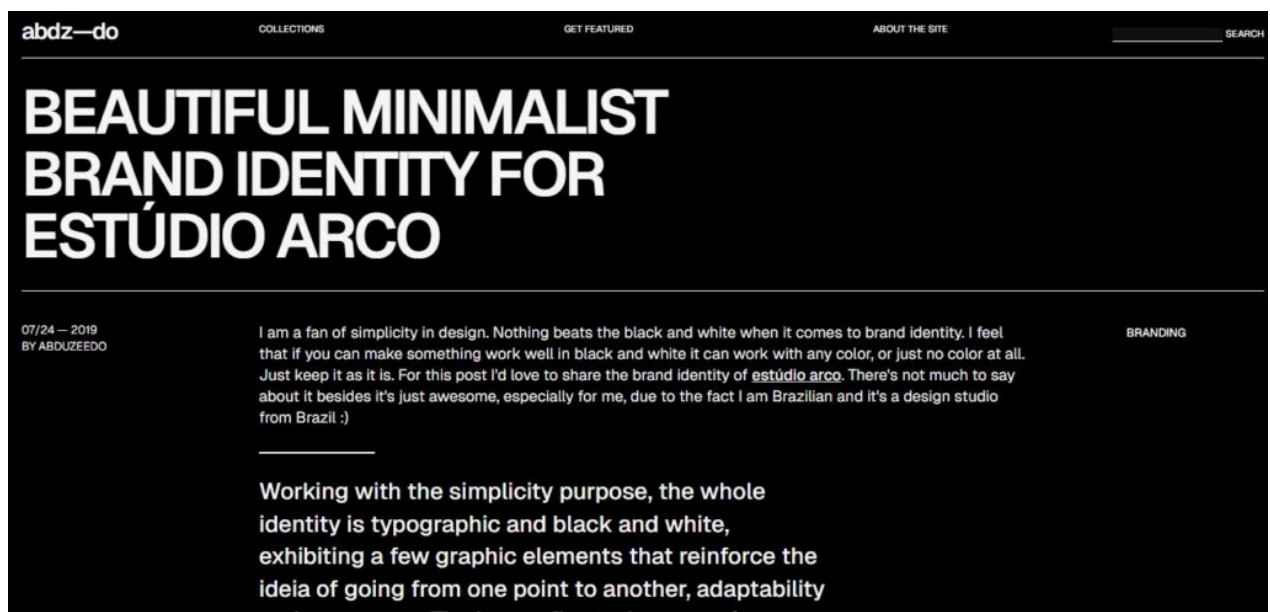 abdz—do
COLLECTIONS
GET FEATURED
ABOUT THE SITE
SEARCH
BEAUTIFUL MINIMALIST
BRAND IDENTITY FOR
ESTÚDIO ARCO
07/24 — 2019
BY ABDUZEEDO
I am a fan of simplicity in design. Nothing beats the black and white when it comes to brand identity. I feel
that if you can make something work well in black and white it can work with any color, or just no color at all.
Just keep it as it is. For this post I'd love to share the brand identity of estúdio arco. There's not much to say
about it besides it's just awesome, especially for me, due to the fact I am Brazilian and it's a design studio
from Brazil :)
BRANDING
Working with the simplicity purpose, the whole
identity is typographic and black and white,
exhibiting a few graphic elements that reinforce the
ideia of going from one point to another, adaptability